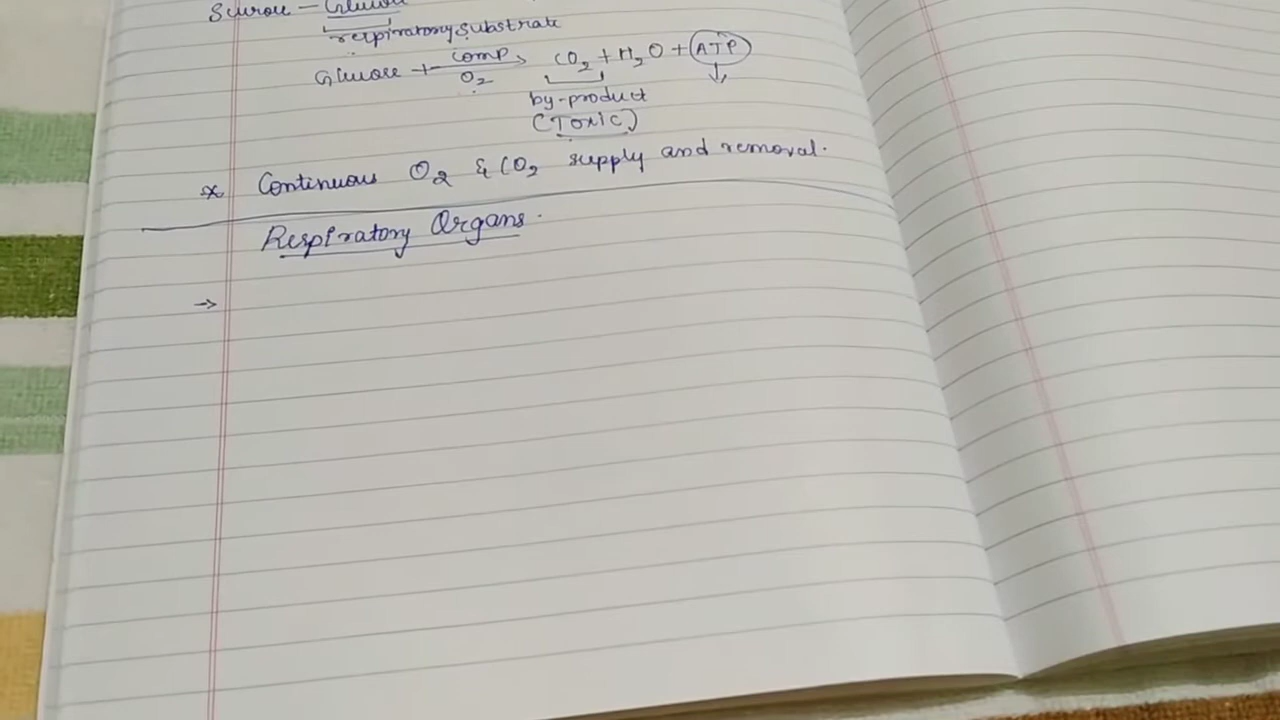 Sucrose – Glucose
respiratory substrate
Glucose + comp O₂ → CO₂ + H₂O + ATP
by-product
(Toxic)
* Continuous O₂ & CO₂ supply and removal.
Respiratory Organs.
→